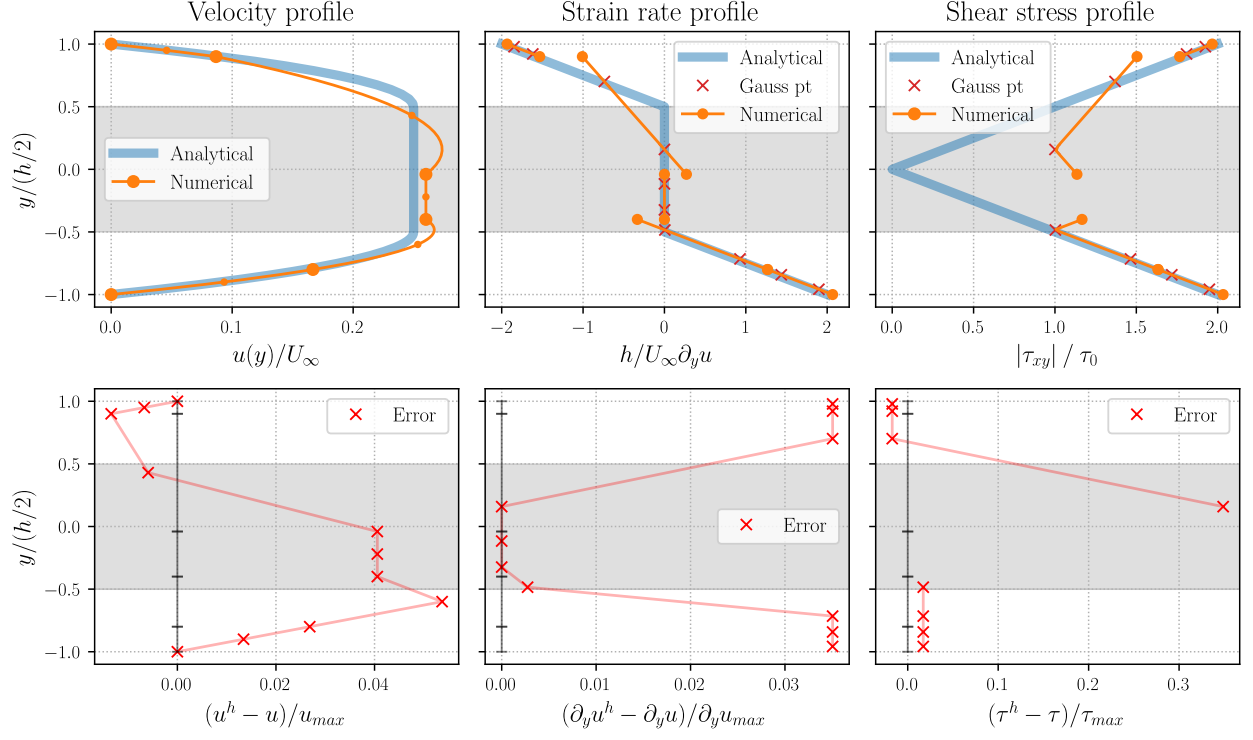 Velocity profile
Strain rate profile
Shear stress profile
1.0
0.5
0.0
−0.5
−1.0
y/(h/2)
Analytical
Numerical
0.0
0.1
0.2
u(y)/U∞
Analytical
Gauss pt
Numerical
−2
−1
0
1
2
h/U∞∂yu
Analytical
Gauss pt
Numerical
0.0
0.5
1.0
1.5
2.0
|τxy| / τ0
1.0
0.5
0.0
−0.5
−1.0
y/(h/2)
Error
0.00
0.02
0.04
(u^h − u)/u_max
Error
0.00
0.01
0.02
0.03
(∂yu^h − ∂yu)/∂yu_max
Error
0.0
0.1
0.2
0.3
(τ^h − τ)/τ_max